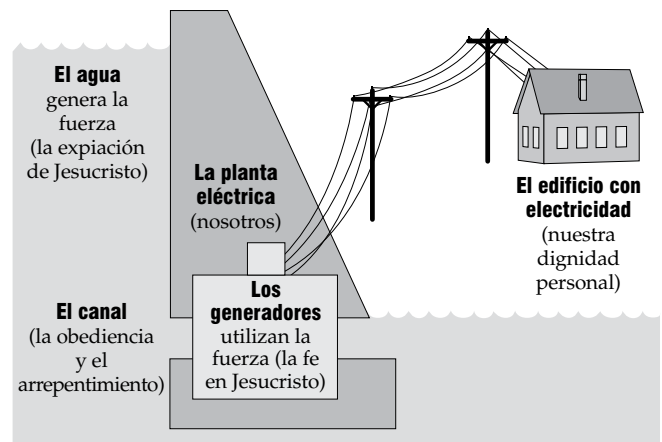 El agua
genera la
fuerza
(la expiación
de Jesucristo)
La planta
eléctrica
(nosotros)
El edificio con
electricidad
(nuestra
dignidad
personal)
El canal
(la obediencia
y el
arrepentimiento)
Los
generadores
utilizan la
fuerza (la fe
en Jesucristo)